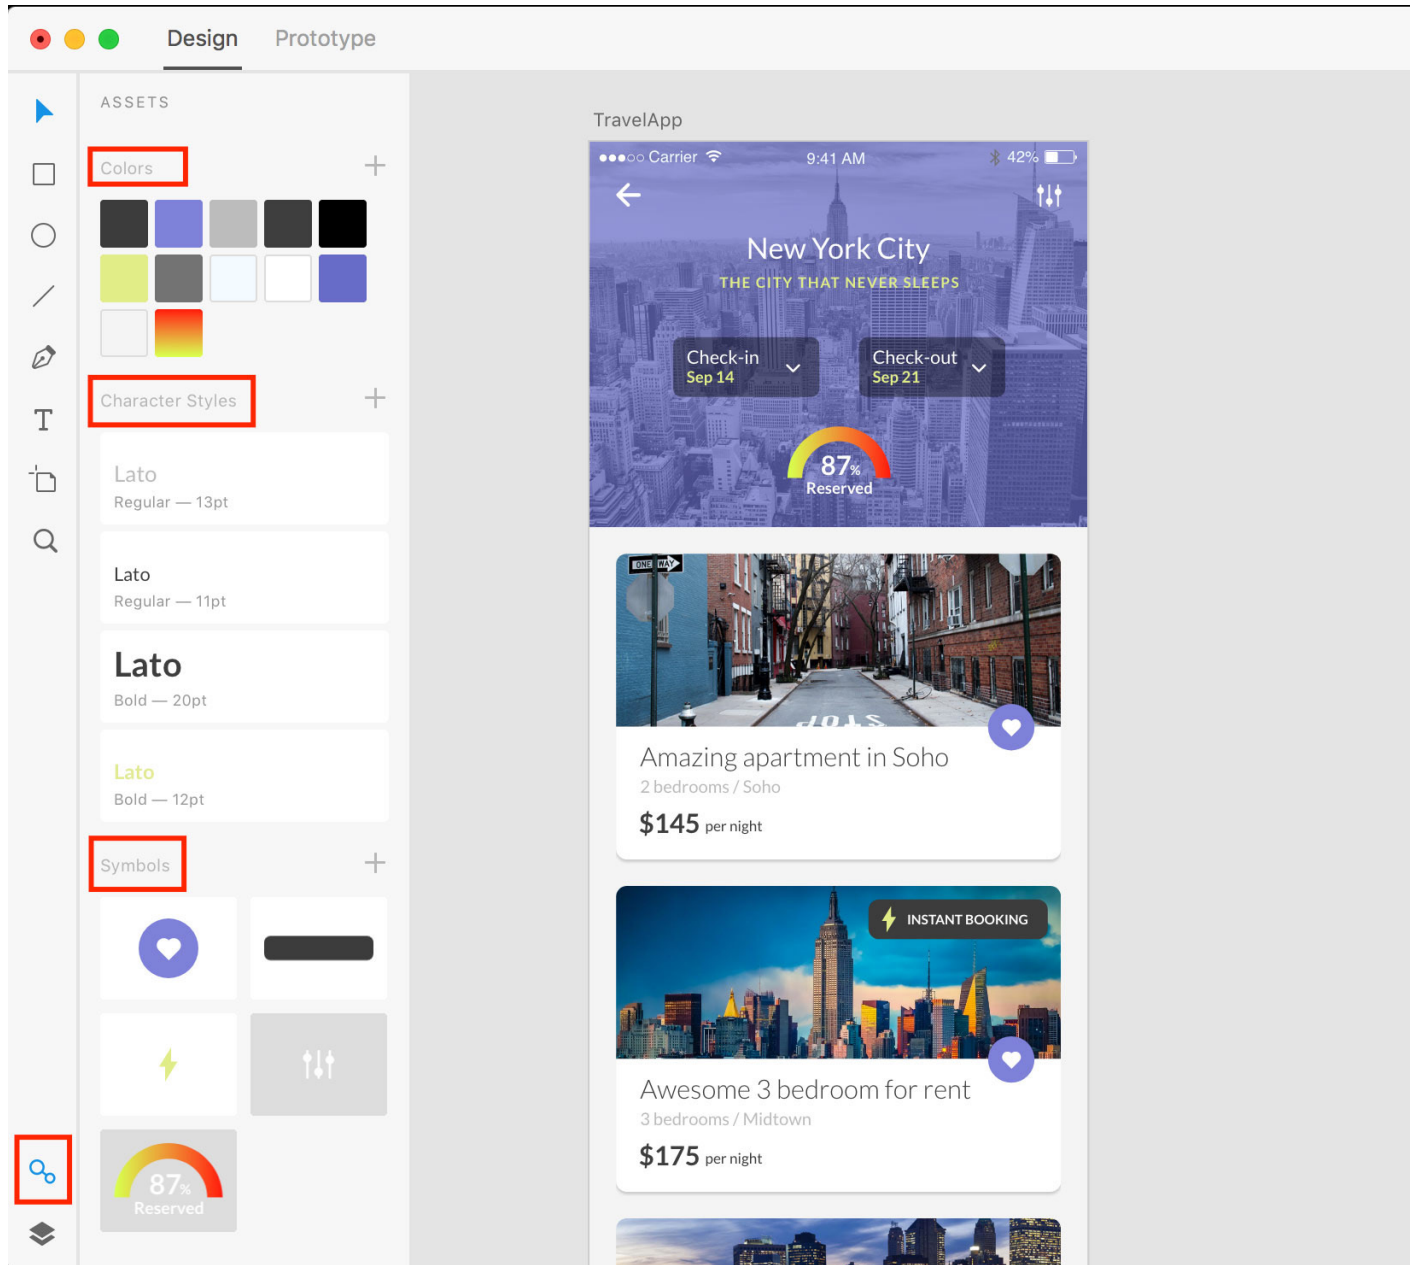 Design Prototype
ASSETS
Colors
Character Styles
Lato
Regular — 13pt
Lato
Regular — 11pt
Lato
Bold — 20pt
Lato
Bold — 12pt
Symbols
87%
Reserved
TravelApp
Carrier 9:41 AM 42%
New York City
THE CITY THAT NEVER SLEEPS
Check-in
Sep 14
Check-out
Sep 21
87%
Reserved
ONE WAY
STOP
Amazing apartment in Soho
2 bedrooms / Soho
$145 per night
INSTANT BOOKING
Awesome 3 bedroom for rent
3 bedrooms / Midtown
$175 per night